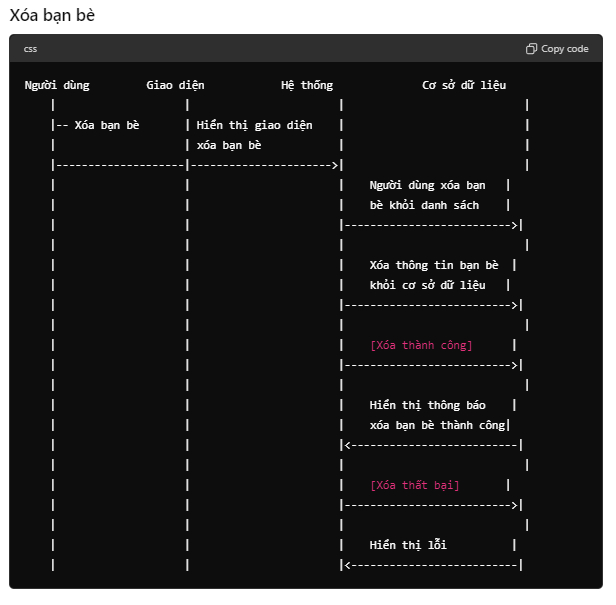 Xóa bạn bè
css Copy code
Người dùng Giao diện Hệ thống Cơ sở dữ liệu
| | | |
|-- Xóa bạn bè | Hiển thị giao diện | |
| | xóa bạn bè | |
|--------------------|---------------------->| |
| | | Người dùng xóa bạn |
| | | bè khỏi danh sách |
| | |-------------------------->|
| | | |
| | | Xóa thông tin bạn bè |
| | | khỏi cơ sở dữ liệu |
| | |-------------------------->|
| | | |
| | | [Xóa thành công] |
| | |-------------------------->|
| | | |
| | | Hiển thị thông báo |
| | | xóa bạn bè thành công|
| | |<--------------------------|
| | | |
| | | [Xóa thất bại] |
| | |-------------------------->|
| | | |
| | | Hiển thị lỗi |
| | |<--------------------------|